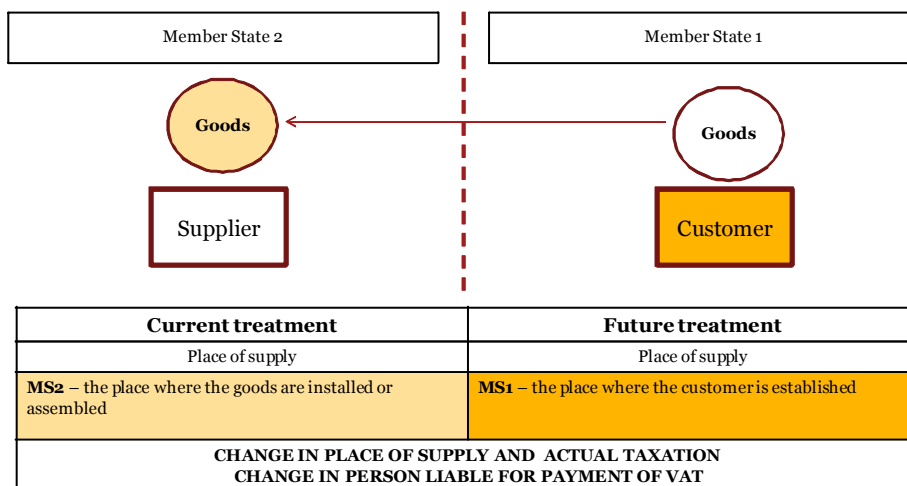 Member State 2
Member State 1
Goods
Goods
Supplier
Customer
Current treatment
Future treatment
Place of supply
Place of supply
MS2 – the place where the goods are installed or
assembled
MS1 – the place where the customer is established
CHANGE IN PLACE OF SUPPLY AND ACTUAL TAXATION
CHANGE IN PERSON LIABLE FOR PAYMENT OF VAT